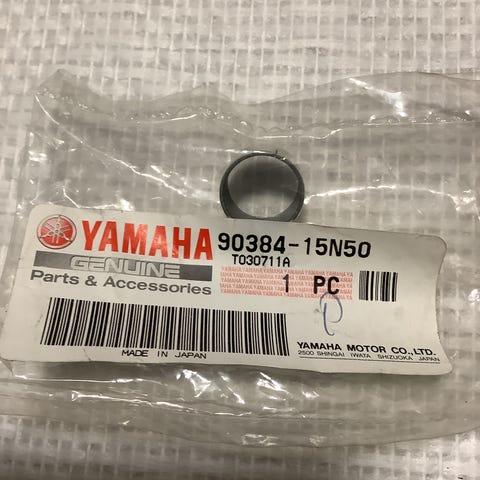 YAMAHA 90384-15N50
T030711A
GENUINE
Parts & Accessories
1 PC
MADE IN JAPAN
YAMAHA MOTOR CO.,LTD.
2500 SHINGAI IWATA SHIZUOKA JAPAN